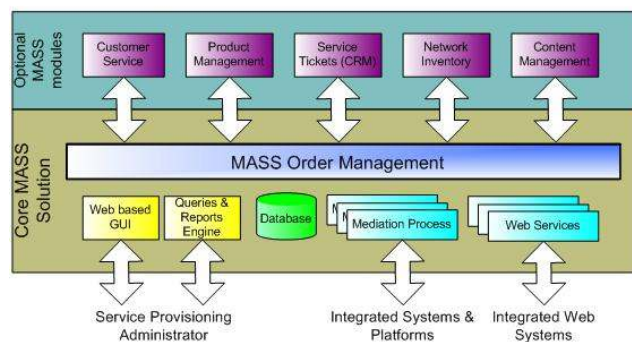 Optional
MASS
modules
Customer
Service
Product
Management
Service
Tickets (CRM)
Network
Inventory
Content
Management
Core MASS
Solution
MASS Order Management
Web based
GUI
Queries &
Reports
Engine
Database
Mediation Process
Web Services
Service Provisioning
Administrator
Integrated Systems &
Platforms
Integrated Web
Systems